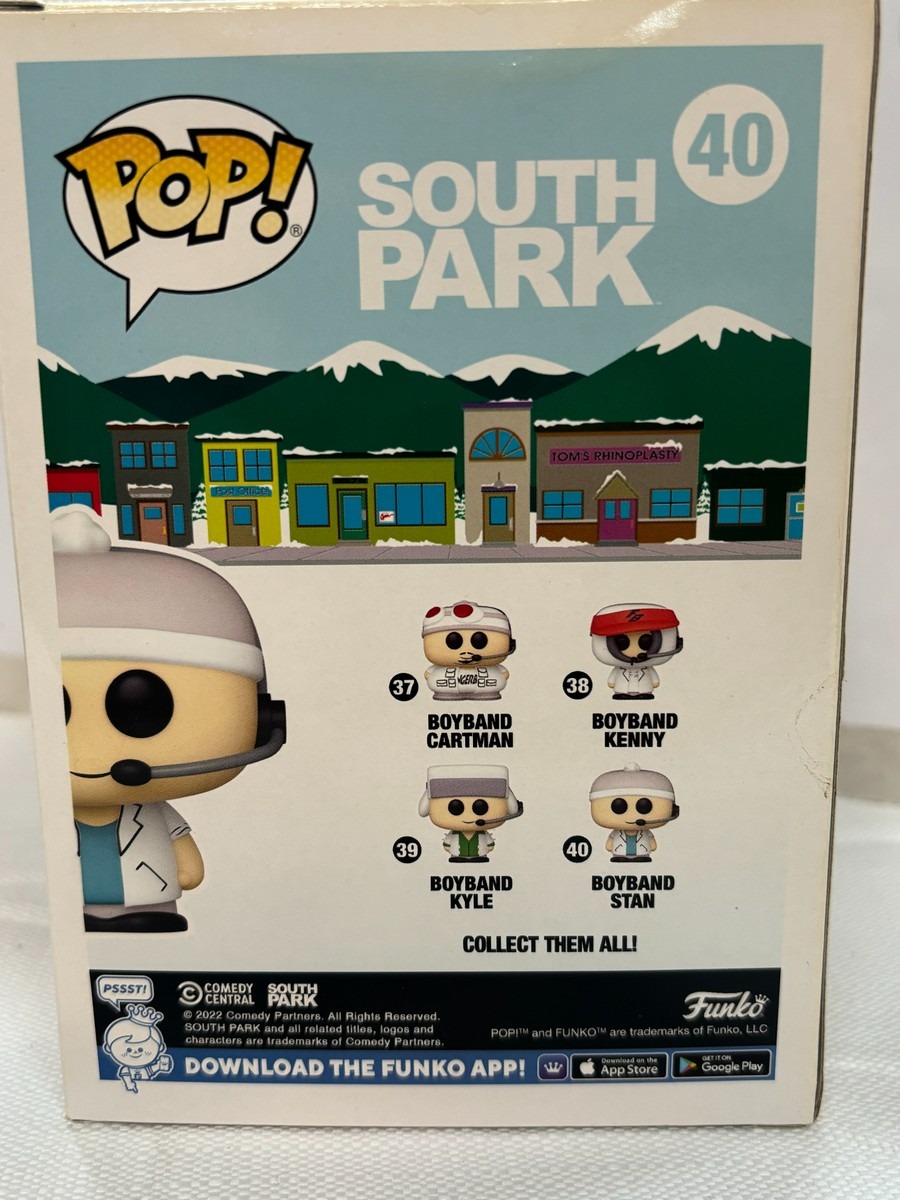 POP!®
SOUTH
PARK
40
TOM'S RHINOPLASTY
37
BOYBAND
CARTMAN
38
BOYBAND
KENNY
39
BOYBAND
KYLE
40
BOYBAND
STAN
COLLECT THEM ALL!
PSSST!
COMEDY
CENTRAL
SOUTH
PARK
© 2022 Comedy Partners. All Rights Reserved.
SOUTH PARK and all related titles, logos and
characters are trademarks of Comedy Partners.
Funko
POP!™ and FUNKO™ are trademarks of Funko, LLC
DOWNLOAD THE FUNKO APP!
Download on the
App Store
GET IT ON
Google Play